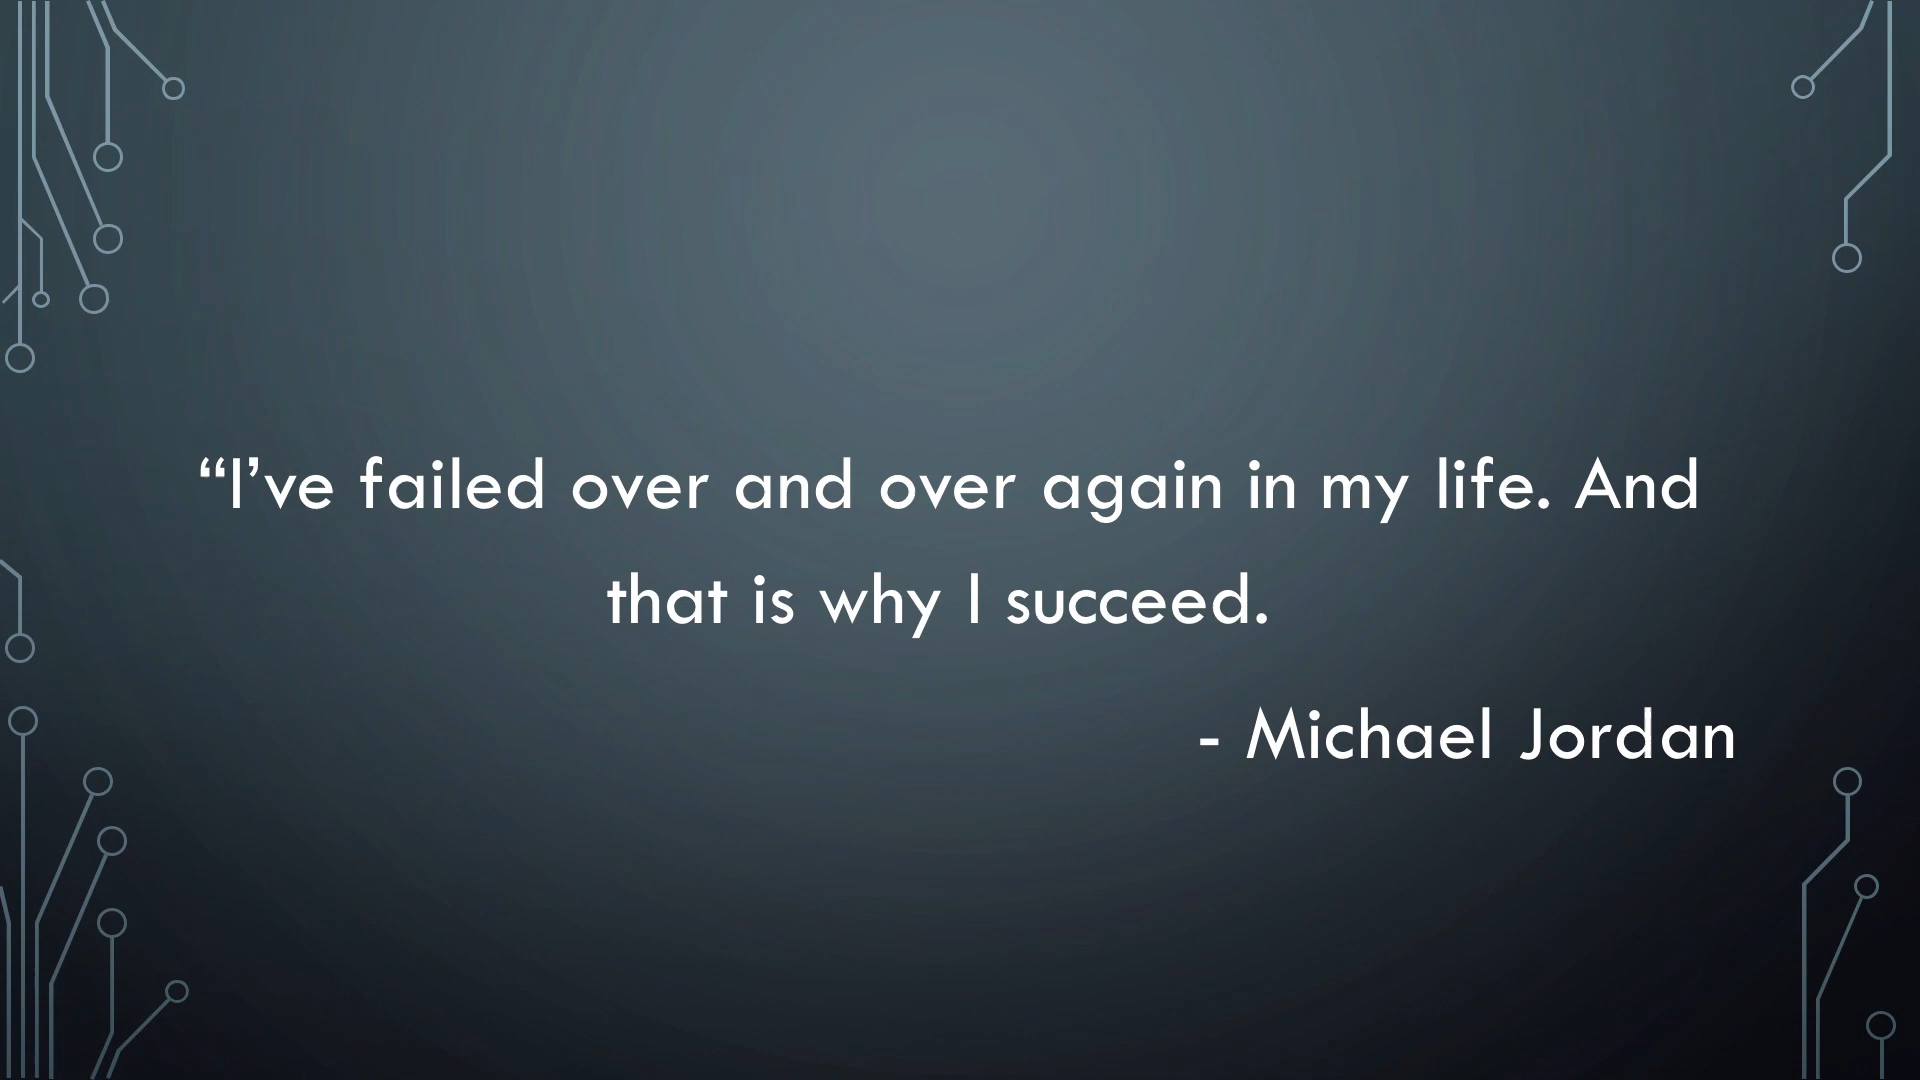 “I’ve failed over and over again in my life. And
that is why I succeed.
- Michael Jordan